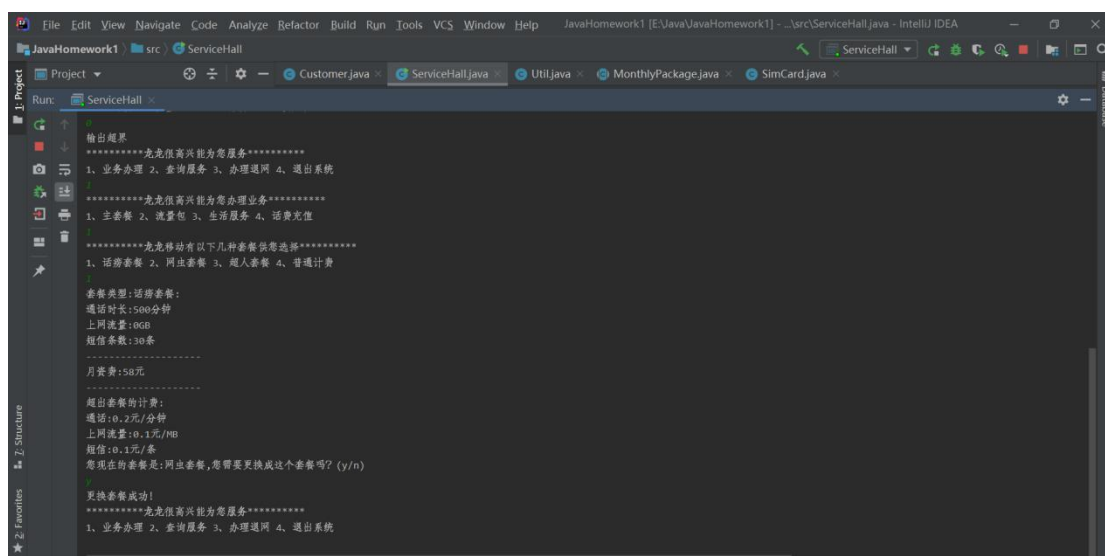 File Edit View Navigate Code Analyze Refactor Build Run Tools VCS Window Help JavaHomework1 [E:\Java\JavaHomework1] - ...\src\ServiceHall.java - IntelliJ IDEA
JavaHomework1 src ServiceHall ServiceHall
1: Project Project Customer.java ServiceHall.java Util.java MonthlyPackage.java SimCard.java
Run: ServiceHall
0
输出超界
**********龙龙很高兴能为您服务**********
1、业务办理 2、查询服务 3、办理退网 4、退出系统
1
**********龙龙很高兴能为您办理业务**********
1、主套餐 2、流量包 3、生活服务 4、话费充值
1
**********龙龙移动有以下几种套餐供您选择**********
1、话痨套餐 2、网虫套餐 3、超人套餐 4、普通计费
1
套餐类型:话痨套餐:
通话时长:500分钟
上网流量:0GB
短信条数:30条
--------------------
月资费:58元
--------------------
超出套餐的计费:
通话:0.2元/分钟
上网流量:0.1元/MB
短信:0.1元/条
您现在的套餐是:网虫套餐,您需要更换成这个套餐吗? (y/n)
y
更换套餐成功!
**********龙龙很高兴能为您服务**********
1、业务办理 2、查询服务 3、办理退网 4、退出系统
7: Structure
2: Favorites